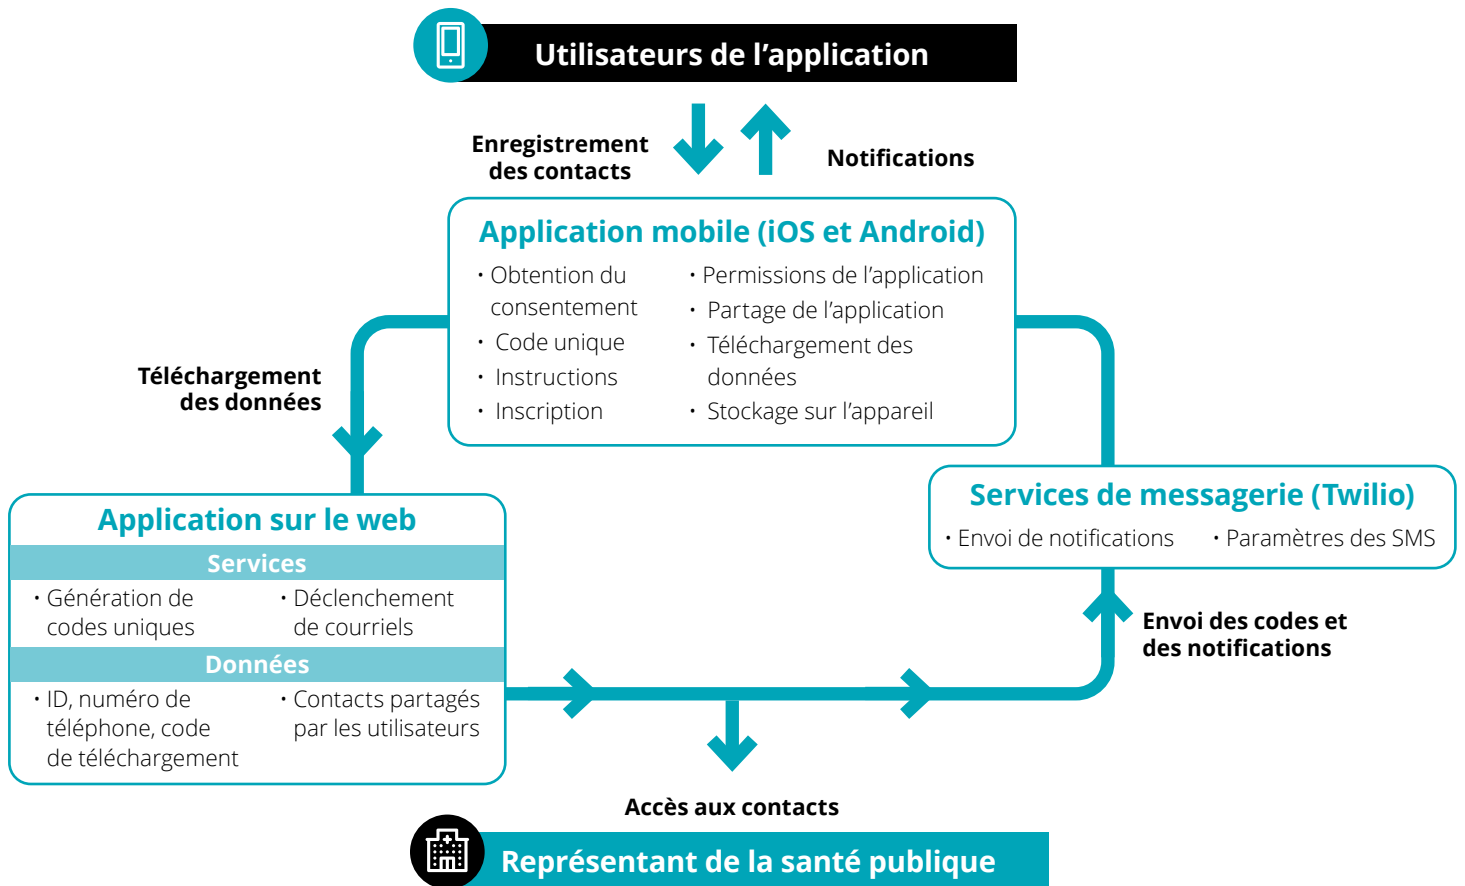 Utilisateurs de l’application
Enregistrement
des contacts
Notifications
Application mobile (iOS et Android)
• Obtention du
consentement
• Code unique
• Instructions
• Inscription
• Permissions de l’application
• Partage de l’application
• Téléchargement des
données
• Stockage sur l’appareil
Téléchargement
des données
Application sur le web
Services
• Génération de
codes uniques
• Déclenchement
de courriels
Données
• ID, numéro de
téléphone, code
de téléchargement
• Contacts partagés
par les utilisateurs
Services de messagerie (Twilio)
• Envoi de notifications
• Paramètres des SMS
Envoi des codes et
des notifications
Accès aux contacts
Représentant de la santé publique